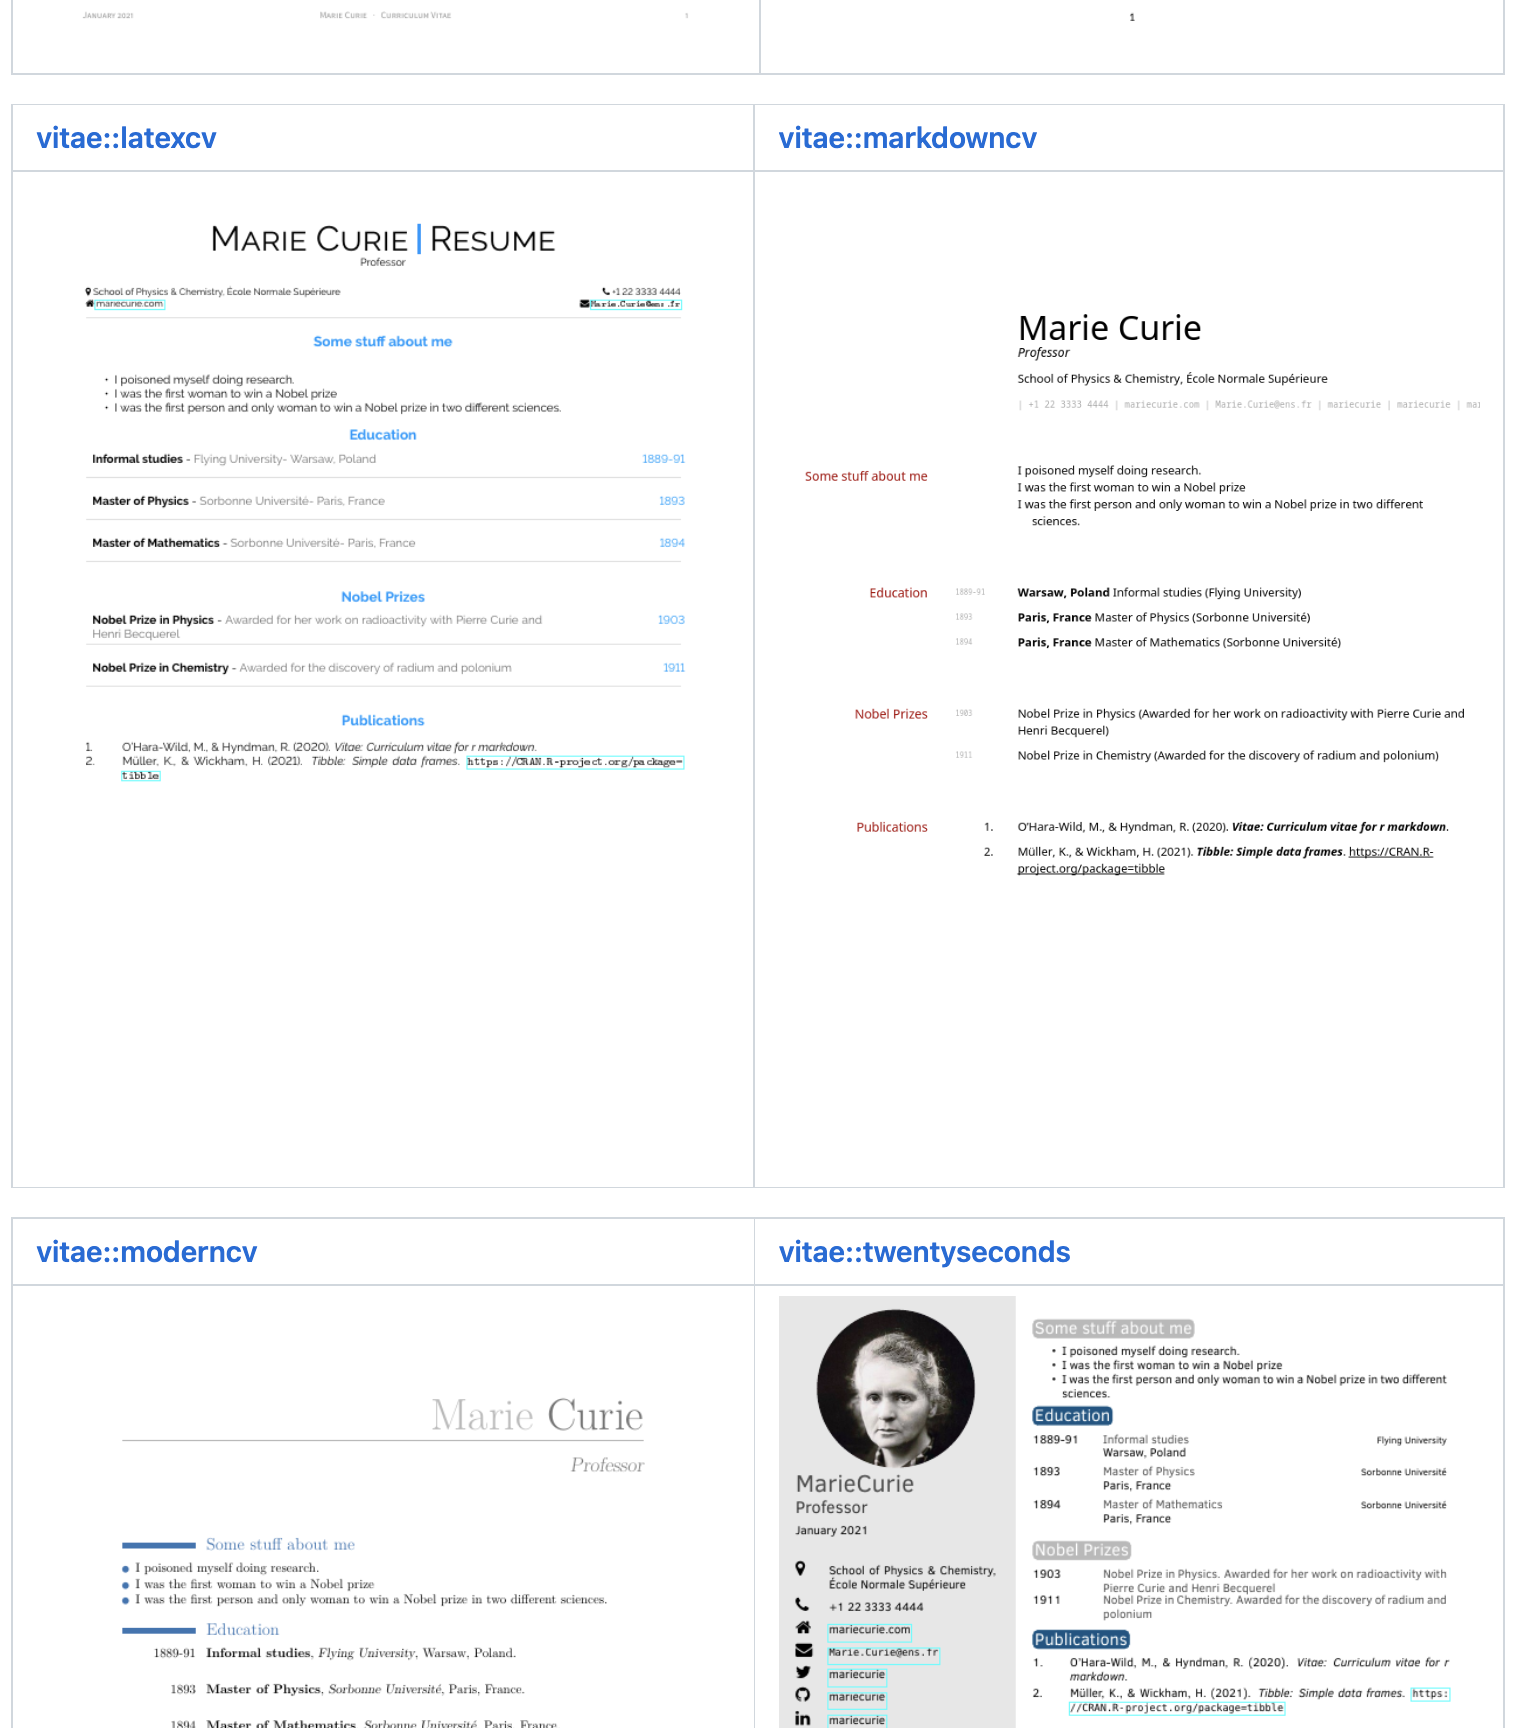 JANUARY 2021 MARIE CURIE · CURRICULUM VITAE 1
1
vitae::latexcv
MARIE CURIE | RESUME
Professor
School of Physics & Chemistry, École Normale Supérieure
+1 22 3333 4444
mariecurie.com
Marie.Curie@ens.fr
Some stuff about me
• I poisoned myself doing research.
• I was the first woman to win a Nobel prize
• I was the first person and only woman to win a Nobel prize in two different sciences.
Education
Informal studies - Flying University- Warsaw, Poland 1889-91
Master of Physics - Sorbonne Université- Paris, France 1893
Master of Mathematics - Sorbonne Université- Paris, France 1894
Nobel Prizes
Nobel Prize in Physics - Awarded for her work on radioactivity with Pierre Curie and 1903
Henri Becquerel
Nobel Prize in Chemistry - Awarded for the discovery of radium and polonium 1911
Publications
1. O'Hara-Wild, M., & Hyndman, R. (2020). Vitae: Curriculum vitae for r markdown.
2. Müller, K., & Wickham, H. (2021). Tibble: Simple data frames. https://CRAN.R-project.org/package=
tibble
vitae::markdowncv
Marie Curie
Professor
School of Physics & Chemistry, École Normale Supérieure
| +1 22 3333 4444 | mariecurie.com | Marie.Curie@ens.fr | mariecurie | mariecurie |
Some stuff about me
I poisoned myself doing research.
I was the first woman to win a Nobel prize
I was the first person and only woman to win a Nobel prize in two different
sciences.
Education
1889-91 Warsaw, Poland Informal studies (Flying University)
1893 Paris, France Master of Physics (Sorbonne Université)
1894 Paris, France Master of Mathematics (Sorbonne Université)
Nobel Prizes
1903 Nobel Prize in Physics (Awarded for her work on radioactivity with Pierre Curie and
Henri Becquerel)
1911 Nobel Prize in Chemistry (Awarded for the discovery of radium and polonium)
Publications
1. O'Hara-Wild, M., & Hyndman, R. (2020). Vitae: Curriculum vitae for r markdown.
2. Müller, K., & Wickham, H. (2021). Tibble: Simple data frames. https://CRAN.R-
project.org/package=tibble
vitae::moderncv
Marie Curie
Professor
Some stuff about me
• I poisoned myself doing research.
• I was the first woman to win a Nobel prize
• I was the first person and only woman to win a Nobel prize in two different sciences.
Education
1889-91 Informal studies, Flying University, Warsaw, Poland.
1893 Master of Physics, Sorbonne Université, Paris, France.
1894 Master of Mathematics, Sorbonne Université, Paris, France
vitae::twentyseconds
MarieCurie
Professor
January 2021
School of Physics & Chemistry,
École Normale Supérieure
+1 22 3333 4444
mariecurie.com
Marie.Curie@ens.fr
mariecurie
mariecurie
in mariecurie
Some stuff about me
• I poisoned myself doing research.
• I was the first woman to win a Nobel prize
• I was the first person and only woman to win a Nobel prize in two different
sciences.
Education
1889-91 Informal studies Flying University
Warsaw, Poland
1893 Master of Physics Sorbonne Université
Paris, France
1894 Master of Mathematics Sorbonne Université
Paris, France
Nobel Prizes
1903 Nobel Prize in Physics. Awarded for her work on radioactivity with
Pierre Curie and Henri Becquerel
1911 Nobel Prize in Chemistry. Awarded for the discovery of radium and
polonium
Publications
1. O'Hara-Wild, M., & Hyndman, R. (2020). Vitae: Curriculum vitae for r
markdown.
2. Müller, K., & Wickham, H. (2021). Tibble: Simple data frames. https:
//CRAN.R-project.org/package=tibble